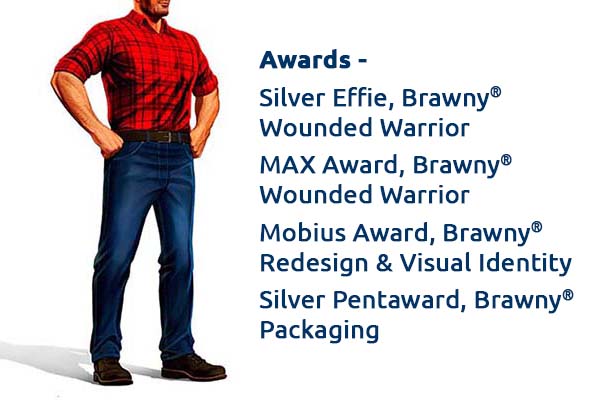 Awards -
Silver Effie, Brawny®
Wounded Warrior
MAX Award, Brawny®
Wounded Warrior
Mobius Award, Brawny®
Redesign & Visual Identity
Silver Pentaward, Brawny®
Packaging